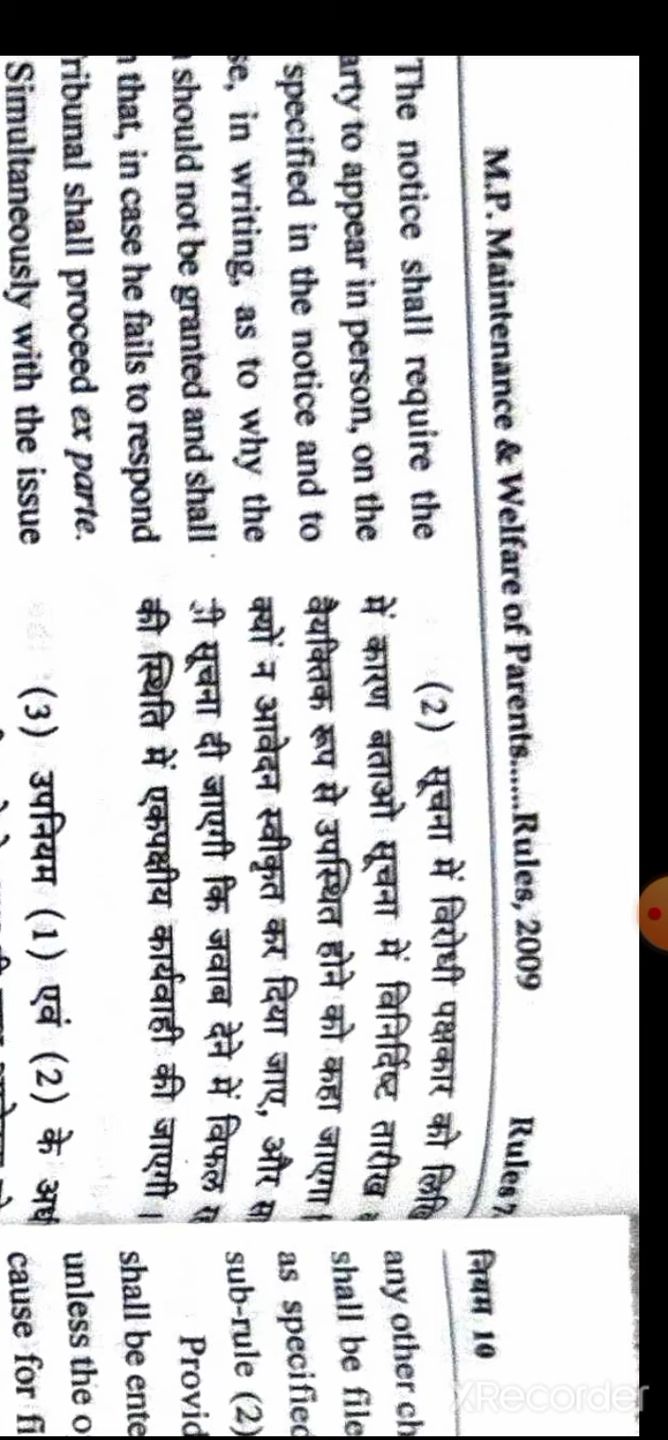 M.P. Maintenance & Welfare of Parents......Rules, 2009 Rules 7
The notice shall require the
arty to appear in person, on the
specified in the notice and to
se, in writing, as to why the
should not be granted and shall
that, in case he fails to respond
ribunal shall proceed ex parte.
Simultaneously with the issue
(2) सूचना में विरोधी पक्षकार को
में कारण बताओ सूचना में विनिर्दिष्ट तारीख
वैयक्तिक रूप से उपस्थित होने को कहा जाएगा
क्यों न आवेदन स्वीकृत कर दिया जाए, और
सूचना दी जाएगी कि जवाब देने में विफल
की स्थिति में एकपक्षीय कार्यवाही की जाएगी।
(3) उपनियम (1) एवं (2) के
नियम 10
any other ch
shall be file
as specified
sub-rule (2)
Provid
shall be ente
unless the o
cause for fi
XRecorder